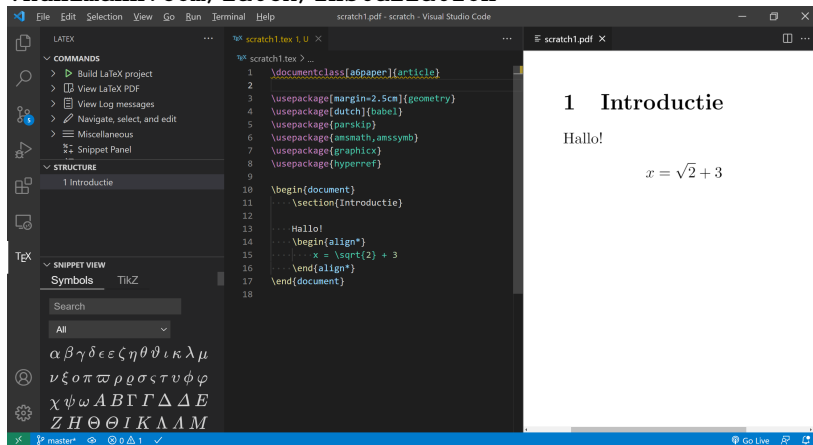 File Edit Selection View Go Run Terminal Help
scratch1.pdf - scratch - Visual Studio Code
LATEX
COMMANDS
Build LaTeX project
View LaTeX PDF
View Log messages
Navigate, select, and edit
Miscellaneous
Snippet Panel
STRUCTURE
1 Introductie
TEX
SNIPPET VIEW
Symbols TikZ
Search
All
α β γ δ ϵ ε ζ η θ ϑ ι κ λ μ
ν ξ ο π ϖ ρ ϱ σ ς τ υ ϕ φ
χ ψ ω A B Γ Γ Δ Δ E
Z H Θ Θ I K Λ Λ M
scratch1.tex 1, U
scratch1.tex > ...
1 \documentclass[a6paper]{article}
2
3 \usepackage[margin=2.5cm]{geometry}
4 \usepackage[dutch]{babel}
5 \usepackage{parskip}
6 \usepackage{amsmath,amssymb}
7 \usepackage{graphicx}
8 \usepackage{hyperref}
9
10 \begin{document}
11 \section{Introductie}
12
13 Hallo!
14 \begin{align*}
15 x = \sqrt{2} + 3
16 \end{align*}
17 \end{document}
18
scratch1.pdf
1 Introductie
Hallo!
x = √2 + 3
master* 0 1 Go Live